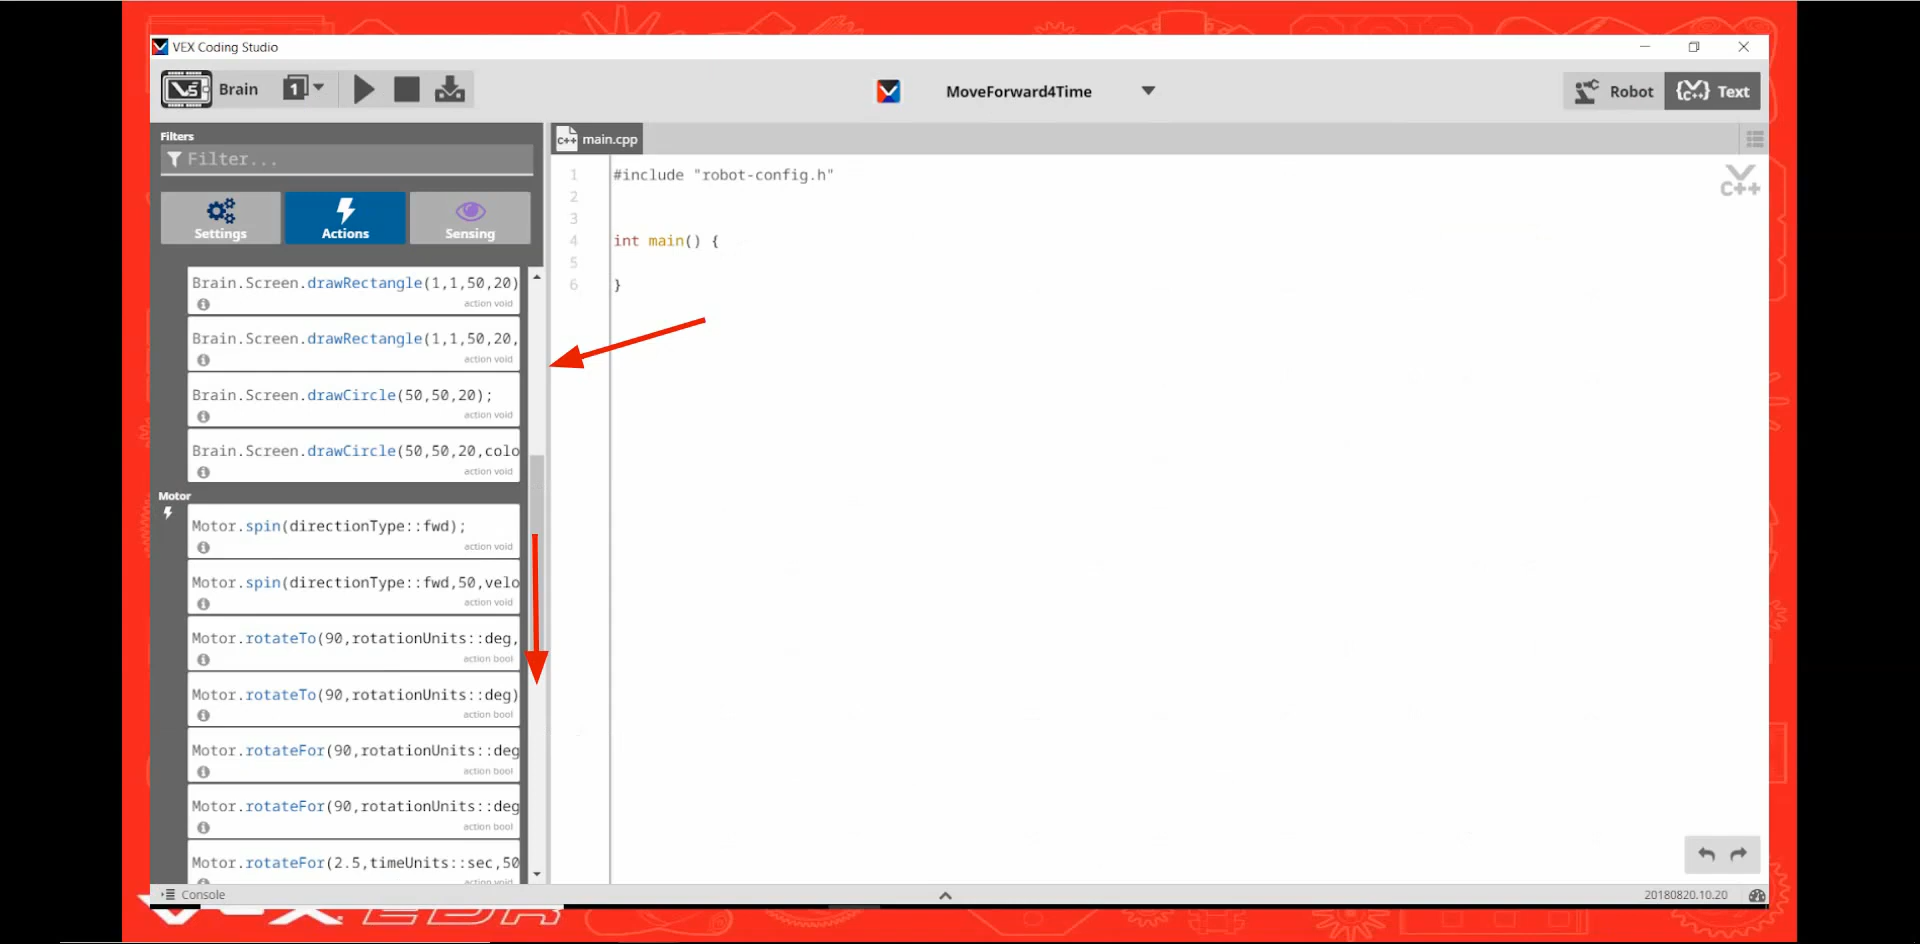 VEX Coding Studio
V5 Brain 1 MoveForward4Time Robot C++ Text
Filters
Filter...
Settings Actions Sensing
Brain.Screen.drawRectangle(1,1,50,20)
action void
Brain.Screen.drawRectangle(1,1,50,20,
action void
Brain.Screen.drawCircle(50,50,20);
action void
Brain.Screen.drawCircle(50,50,20,colo
action void
Motor
Motor.spin(directionType::fwd);
action void
Motor.spin(directionType::fwd,50,velo
action void
Motor.rotateTo(90,rotationUnits::deg,
action bool
Motor.rotateTo(90,rotationUnits::deg)
action bool
Motor.rotateFor(90,rotationUnits::deg
action bool
Motor.rotateFor(90,rotationUnits::deg
action bool
Motor.rotateFor(2.5,timeUnits::sec,50
action void
C++ main.cpp
1 #include "robot-config.h"
2
3
4 int main() {
5
6 }
C++
Console
20180820.10.20
VEX EDR